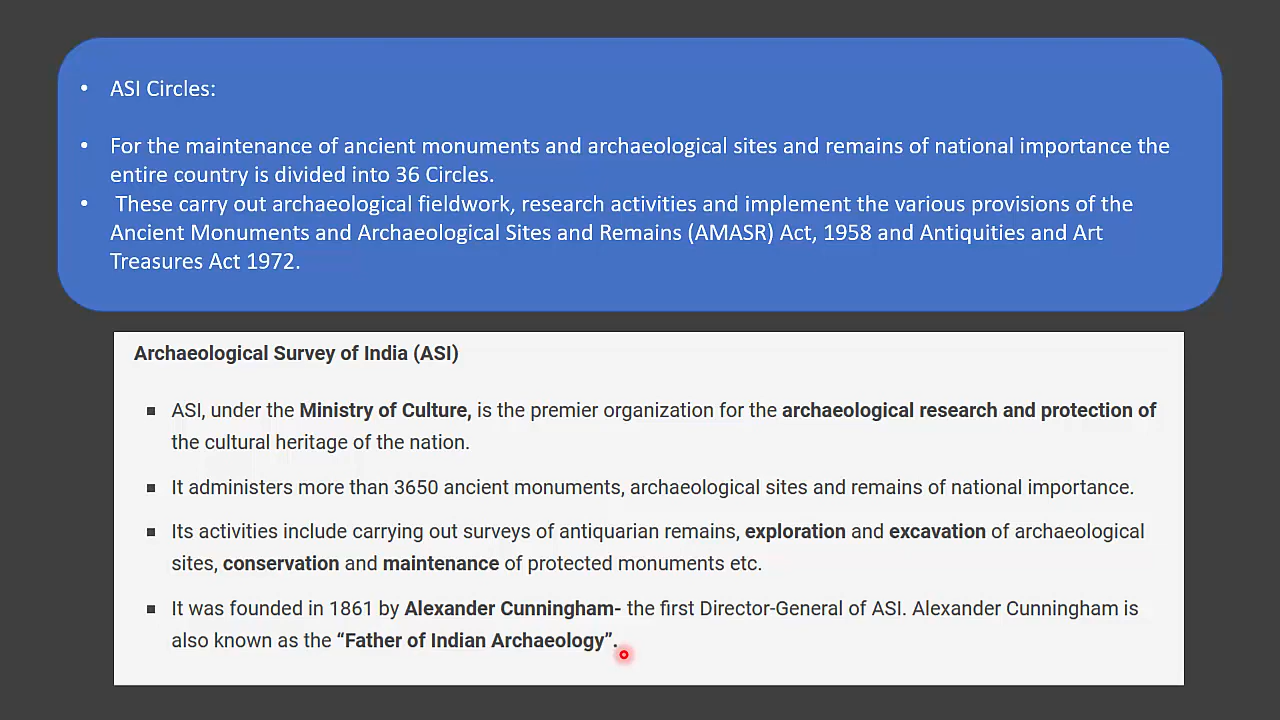 • ASI Circles:
• For the maintenance of ancient monuments and archaeological sites and remains of national importance the
entire country is divided into 36 Circles.
• These carry out archaeological fieldwork, research activities and implement the various provisions of the
Ancient Monuments and Archaeological Sites and Remains (AMASR) Act, 1958 and Antiquities and Art
Treasures Act 1972.
Archaeological Survey of India (ASI)
▪ ASI, under the Ministry of Culture, is the premier organization for the archaeological research and protection of
the cultural heritage of the nation.
▪ It administers more than 3650 ancient monuments, archaeological sites and remains of national importance.
▪ Its activities include carrying out surveys of antiquarian remains, exploration and excavation of archaeological
sites, conservation and maintenance of protected monuments etc.
▪ It was founded in 1861 by Alexander Cunningham- the first Director-General of ASI. Alexander Cunningham is
also known as the “Father of Indian Archaeology”.